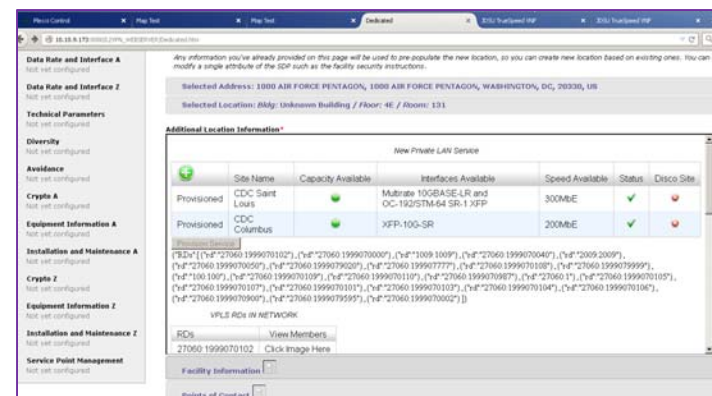 Plexxi Control
Map Test
Map Test
Dedicated
JDSU TrueSpeed VNF
JDSU TrueSpeed VNF
Data Rate and Interface A
Not yet configured
Data Rate and Interface Z
Not yet configured
Technical Parameters
Not yet configured
Diversity
Not yet configured
Avoidance
Not yet configured
Crypto A
Not yet configured
Equipment Information A
Not yet configured
Installation and Maintenance A
Not yet configured
Crypto Z
Not yet configured
Equipment Information Z
Not yet configured
Installation and Maintenance Z
Not yet configured
Service Point Management
Not yet configured
Any information you've already provided on this page will be used to pre-populate the new location, so you can create new location based on existing ones. You can
modify a single attribute of the SDP such as the facility security instructions.
Selected Address: 1000 AIR FORCE PENTAGON, 1000 AIR FORCE PENTAGON, WASHINGTON, DC, 20330, US
Selected Location: Bldg: Unknown Building / Floor: 4E / Room: 131
Additional Location Information*
New Private LAN Service
Site Name Capacity Available Interfaces Available Speed Available Status Disco Site
Provisioned CDC Saint Louis Multirate 10GBASE-LR and OC-192/STM-64 SR-1 XFP 300MbE
Provisioned CDC Columbus XFP-10G-SR 200MbE
Provision Service
VPLS RDs IN NETWORK
RDs View Members
27060:1999070102 Click Image Here
Facility Information
Points of Contact